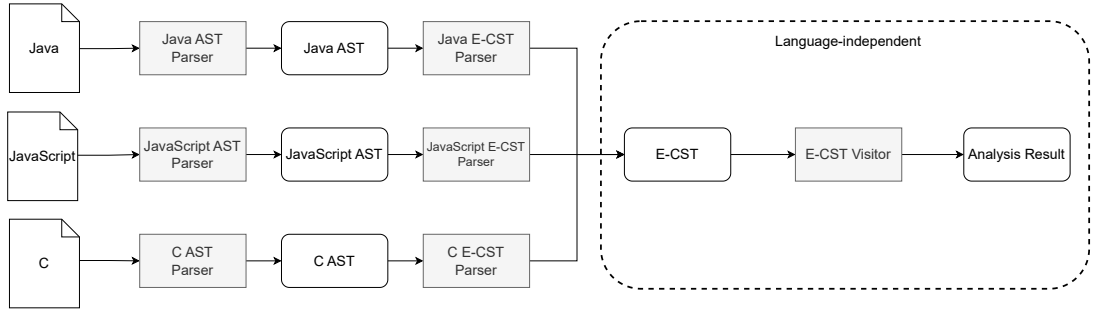 Java
Java AST
Parser
Java AST
Java E-CST
Parser
Language-independent
JavaScript
JavaScript AST
Parser
JavaScript AST
JavaScript E-CST
Parser
E-CST
E-CST Visitor
Analysis Result
C
C AST
Parser
C AST
C E-CST
Parser